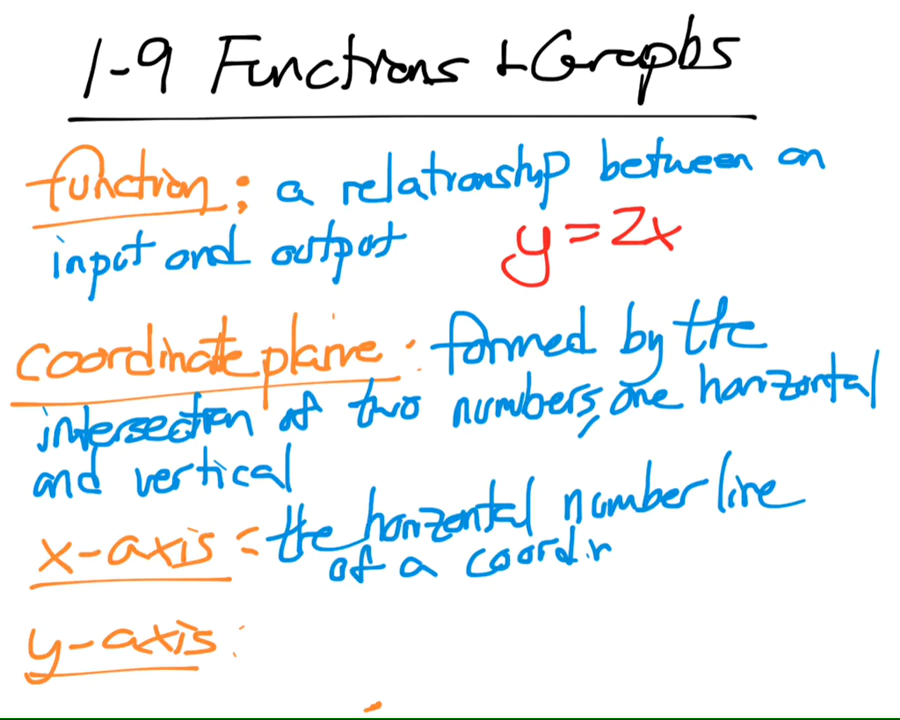 1-9 Functions + Graphs
function: a relationship between an
input and output y=2x
coordinate plane: formed by the
intersection of two numbers, one horizontal
and vertical
x-axis: the horizontal number line
of a coordin
y-axis: